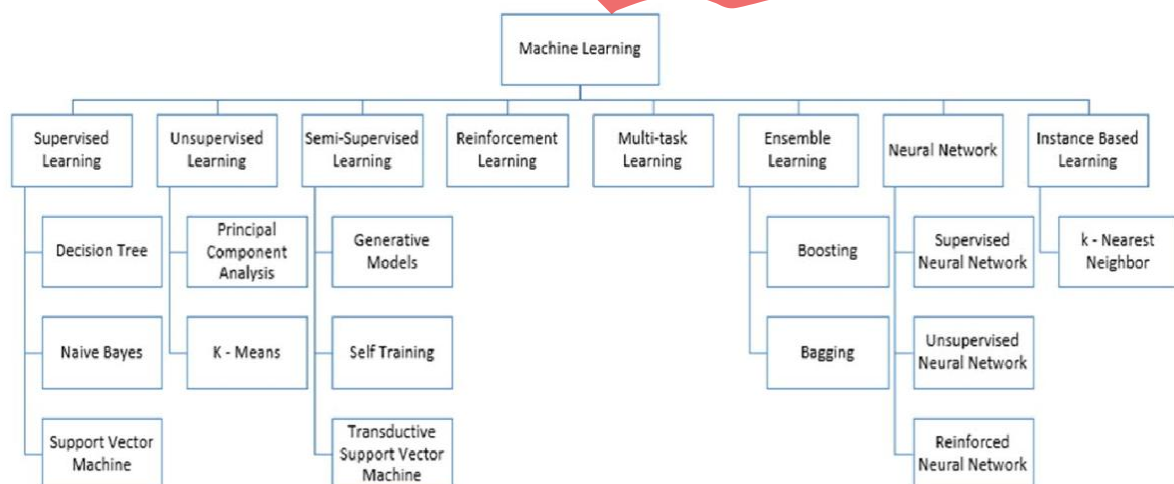 Machine Learning
Supervised
Learning
Unsupervised
Learning
Semi-Supervised
Learning
Reinforcement
Learning
Multi-task
Learning
Ensemble
Learning
Neural Network
Instance Based
Learning
Decision Tree
Principal
Component
Analysis
Generative
Models
Boosting
Supervised
Neural Network
k - Nearest
Neighbor
Naive Bayes
K - Means
Self Training
Bagging
Unsupervised
Neural Network
Support Vector
Machine
Transductive
Support Vector
Machine
Reinforced
Neural Network